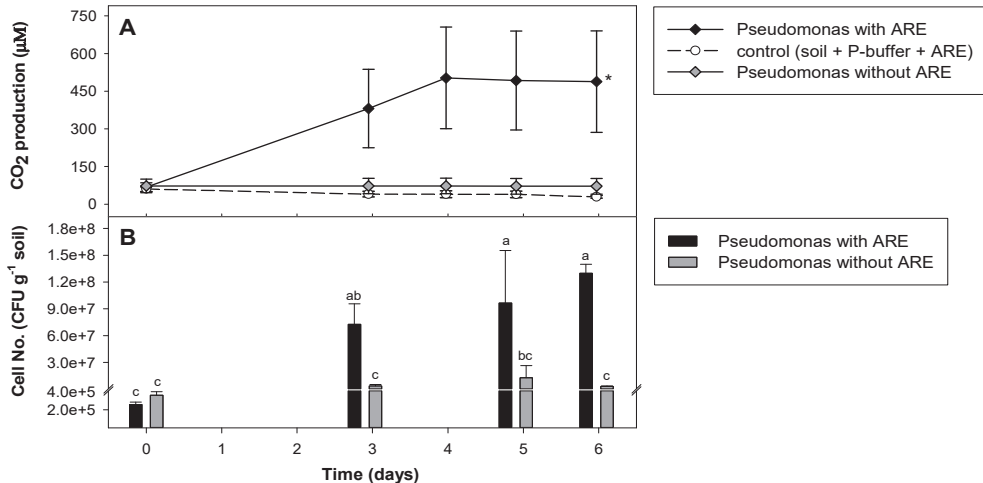 A
CO2 production (μM)
750
600
450
300
150
0
*
Pseudomonas with ARE
control (soil + P-buffer + ARE)
Pseudomonas without ARE
B
Cell No. (CFU g-1 soil)
1.8e+8
1.5e+8
1.2e+8
9.0e+7
6.0e+7
3.0e+7
4.0e+5
2.0e+5
c c
ab
c
a
bc
a
c
Pseudomonas with ARE
Pseudomonas without ARE
0 1 2 3 4 5 6
Time (days)